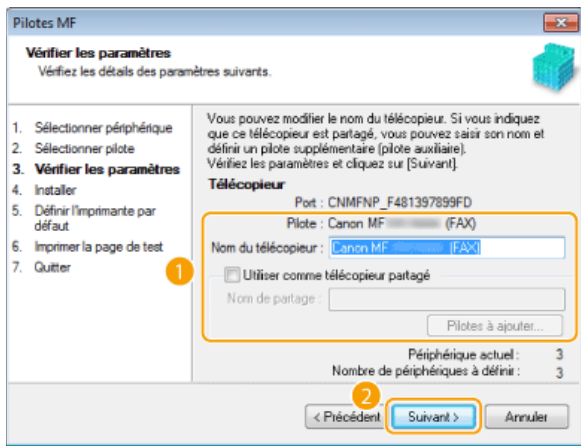 Pilotes MF
Vérifier les paramètres
Vérifiez les détails des paramètres suivants.
1. Sélectionner périphérique
2. Sélectionner pilote
3. Vérifier les paramètres
4. Installer
5. Définir l'imprimante par
défaut
6. Imprimer la page de test
7. Quitter
Vous pouvez modifier le nom du télécopieur. Si vous indiquez
que ce télécopieur est partagé, vous pouvez saisir son nom et
définir un pilote supplémentaire (pilote auxiliaire).
Vérifiez les paramètres et cliquez sur [Suivant].
Télécopieur
Port : CNMFNP_F481397899FD
Pilote : Canon MF (FAX)
Nom du télécopieur : Canon MF (FAX)
1
Utiliser comme télécopieur partagé
Nom de partage :
Pilotes à ajouter...
Périphérique actuel : 3
Nombre de périphériques à définir : 3
2
< Précédent Suivant > Annuler